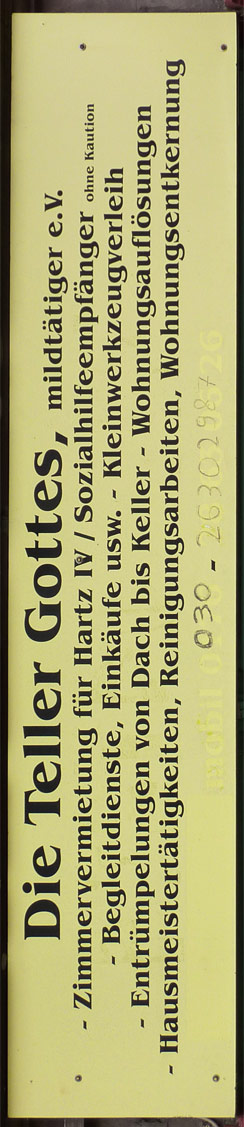 Die Teller Gottes, mildtätiger e.V.
- Zimmervermietung für Hartz IV / Sozialhilfeempfänger ohne Kaution
- Begleitdienste, Einkäufe usw. - Kleinwerkzeugverleih
- Entrümpelungen von Dach bis Keller - Wohnungsauflösungen
- Hausmeistertätigkeiten, Reinigungsarbeiten, Wohnungsentkernung
030 - 26302987
mobil